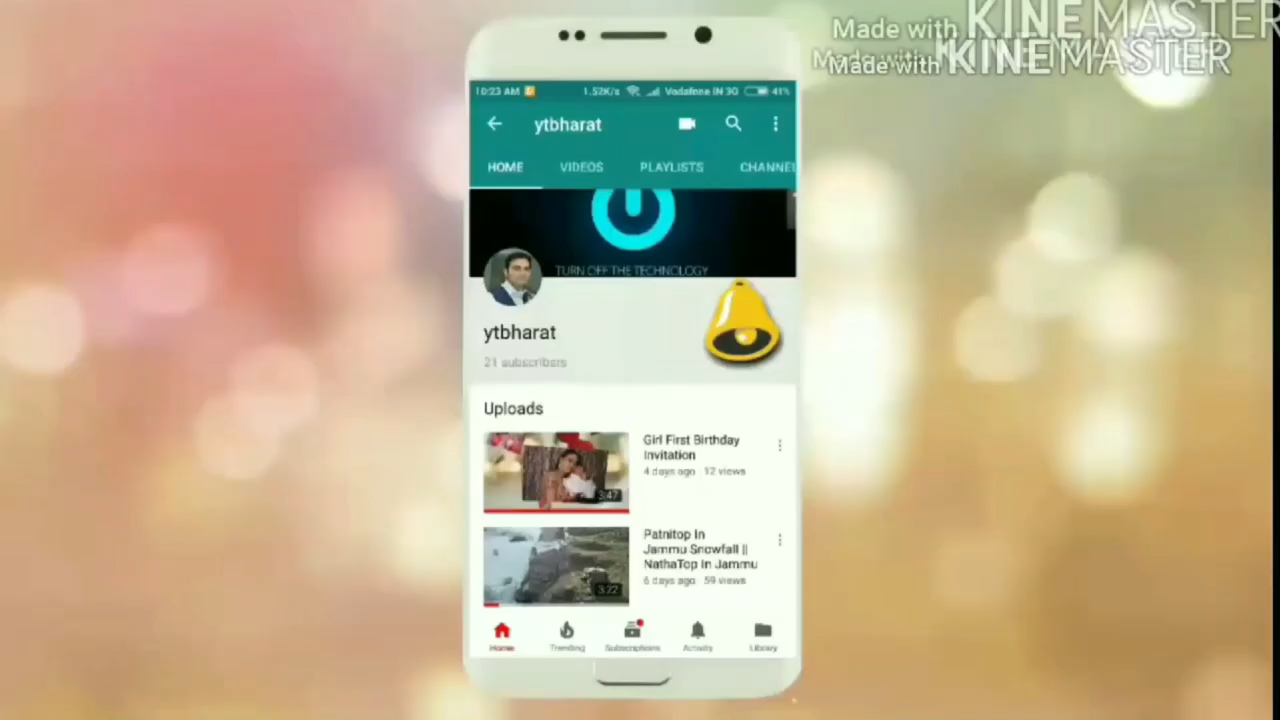 Made with KINEMASTER
Made with KINEMASTER
10:23 AM 1.52K/s Vodafone IN 3G 41%
ytbharat
HOME VIDEOS PLAYLISTS CHANNEL
TURN OFF THE TECHNOLOGY
ytbharat
21 subscribers
Uploads
Girl First Birthday
Invitation
4 days ago 12 views
3:47
Patnitop In
Jammu Snowfall ||
NathaTop In Jammu
6 days ago 59 views
3:22
Home Trending Subscriptions Activity Library